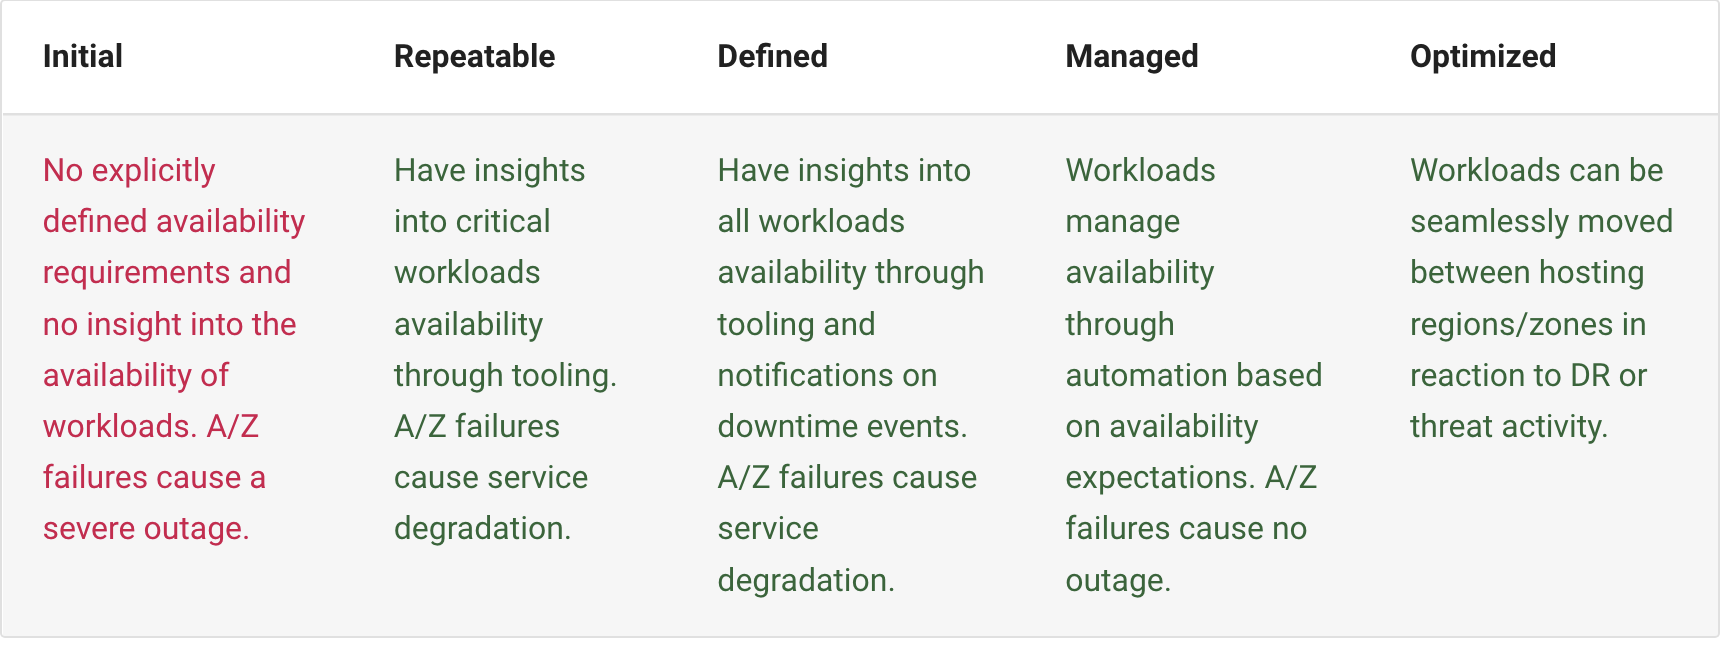 Initial
Repeatable
Defined
Managed
Optimized
No explicitly
defined availability
requirements and
no insight into the
availability of
workloads. A/Z
failures cause a
severe outage.
Have insights
into critical
workloads
availability
through tooling.
A/Z failures
cause service
degradation.
Have insights into
all workloads
availability through
tooling and
notifications on
downtime events.
A/Z failures cause
service
degradation.
Workloads
manage
availability
through
automation based
on availability
expectations. A/Z
failures cause no
outage.
Workloads can be
seamlessly moved
between hosting
regions/zones in
reaction to DR or
threat activity.